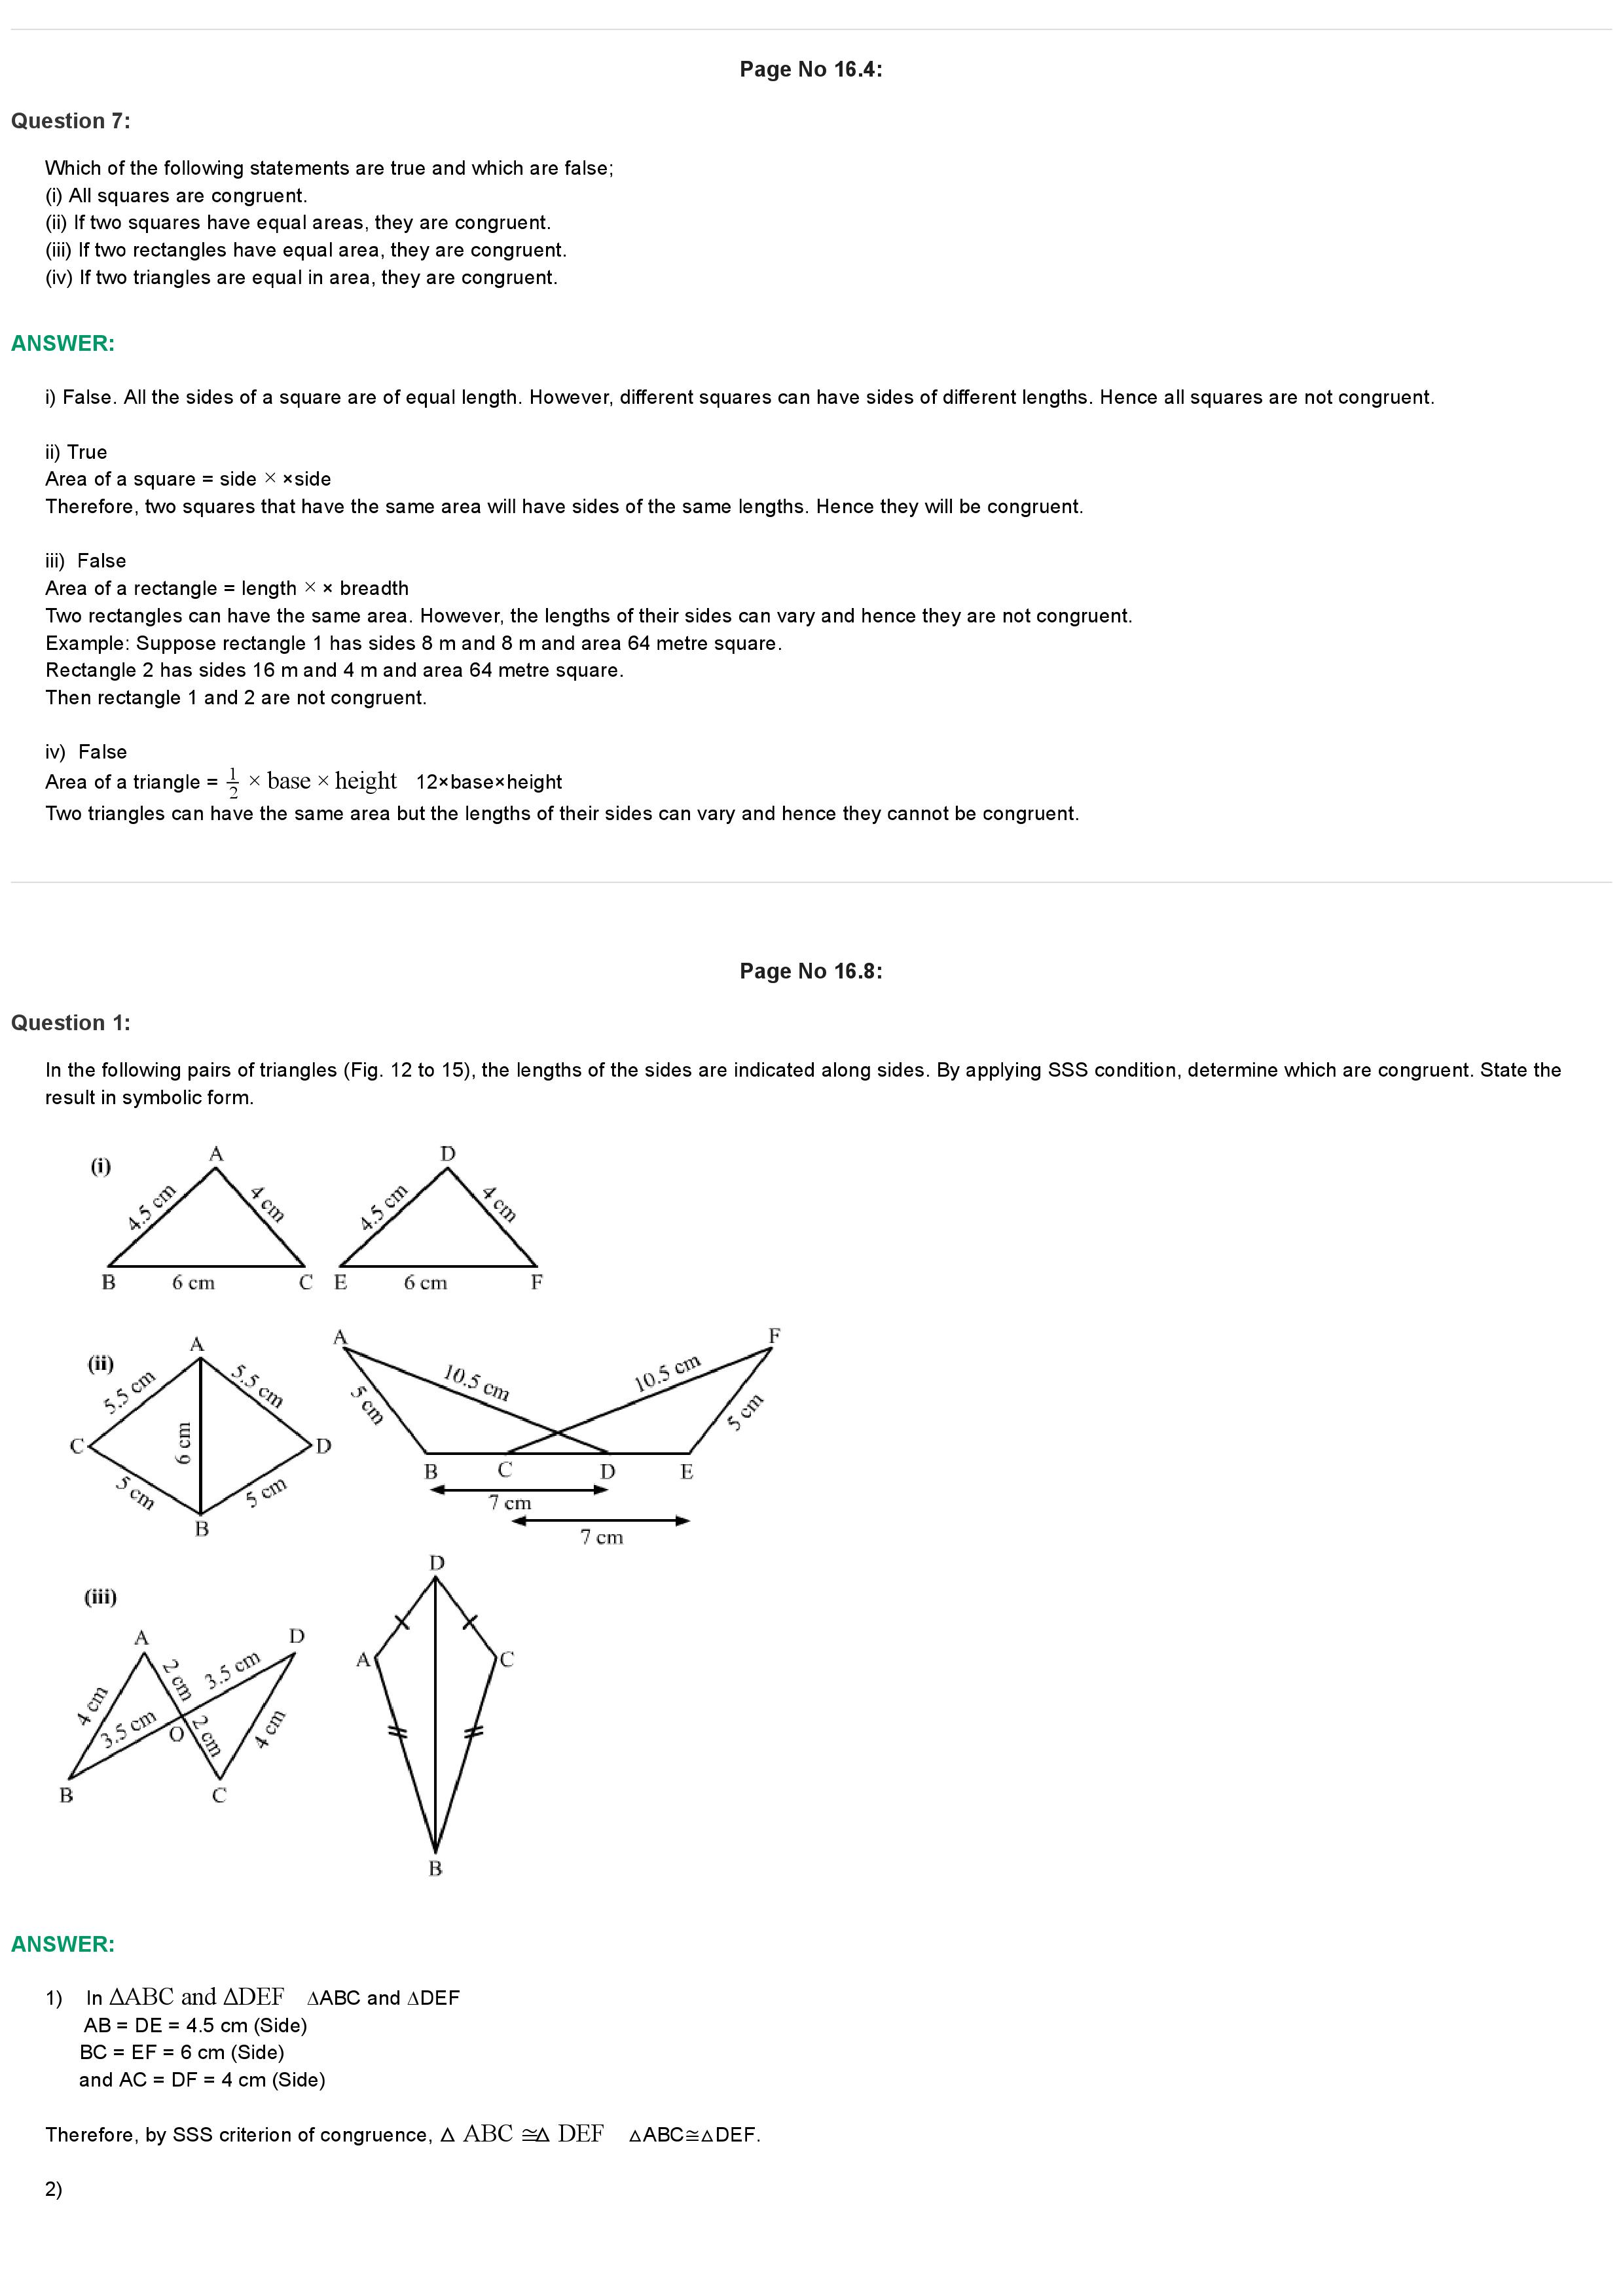 Page No 16.4:
Question 7:
Which of the following statements are true and which are false;
(i) All squares are congruent.
(ii) If two squares have equal areas, they are congruent.
(iii) If two rectangles have equal area, they are congruent.
(iv) If two triangles are equal in area, they are congruent.
ANSWER:
i) False. All the sides of a square are of equal length. However, different squares can have sides of different lengths. Hence all squares are not congruent.
ii) True
Area of a square = side × ×side
Therefore, two squares that have the same area will have sides of the same lengths. Hence they will be congruent.
iii) False
Area of a rectangle = length × × breadth
Two rectangles can have the same area. However, the lengths of their sides can vary and hence they are not congruent.
Example: Suppose rectangle 1 has sides 8 m and 8 m and area 64 metre square.
Rectangle 2 has sides 16 m and 4 m and area 64 metre square.
Then rectangle 1 and 2 are not congruent.
iv) False
Area of a triangle = 1/2 × base × height 12×base×height
Two triangles can have the same area but the lengths of their sides can vary and hence they cannot be congruent.
Page No 16.8:
Question 1:
In the following pairs of triangles (Fig. 12 to 15), the lengths of the sides are indicated along sides. By applying SSS condition, determine which are congruent. State the
result in symbolic form.
(i)
A
4.5 cm
4 cm
B 6 cm C
D
4.5 cm
4 cm
E 6 cm F
(ii)
A
5.5 cm
5.5 cm
C
6 cm
D
5 cm
5 cm
B
A
F
10.5 cm
10.5 cm
5 cm
5 cm
B C D E
7 cm
7 cm
(iii)
A
D
2 cm
3.5 cm
4 cm
3.5 cm
O
2 cm
4 cm
B
C
D
A
C
B
ANSWER:
1) In ΔABC and ΔDEF ∆ABC and ∆DEF
AB = DE = 4.5 cm (Side)
BC = EF = 6 cm (Side)
and AC = DF = 4 cm (Side)
Therefore, by SSS criterion of congruence, △ ABC ≅△ DEF △ABC≅△DEF.
2)